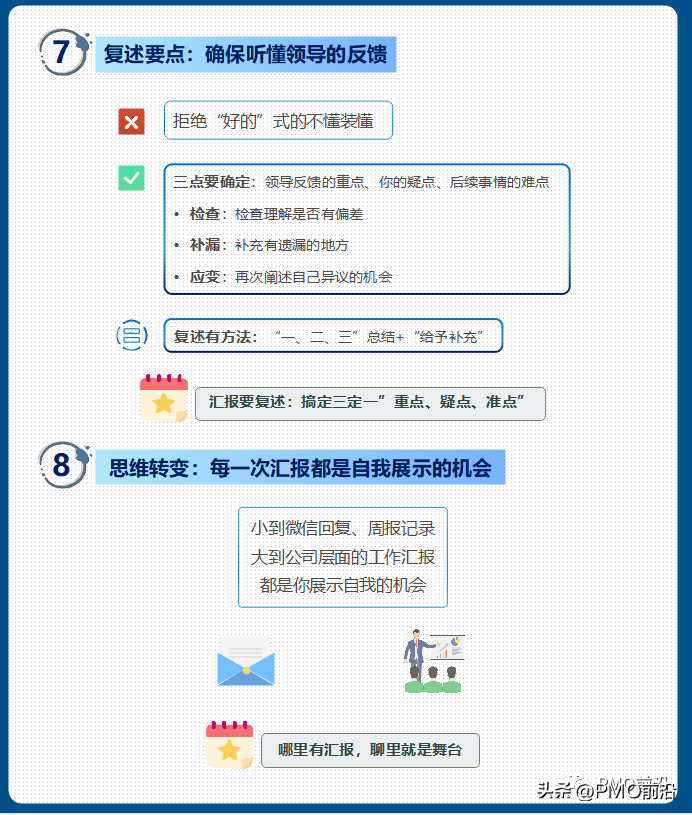 7
复述要点：确保听懂领导的反馈
拒绝“好的”式的不懂装懂
三点要确定：领导反馈的重点、你的疑点、后续事情的难点
• 检查：检查理解是否有偏差
• 补漏：补充有遗漏的地方
• 应变：再次阐述自己异议的机会
复述有方法：“一、二、三”总结+“给予补充”
汇报要复述：搞定三定一”重点、疑点、准点”
8
思维转变：每一次汇报都是自我展示的机会
小到微信回复、周报记录
大到公司层面的工作汇报
都是你展示自我的机会
哪里有汇报，聊里就是舞台
PMO前沿
头条@PMO前沿